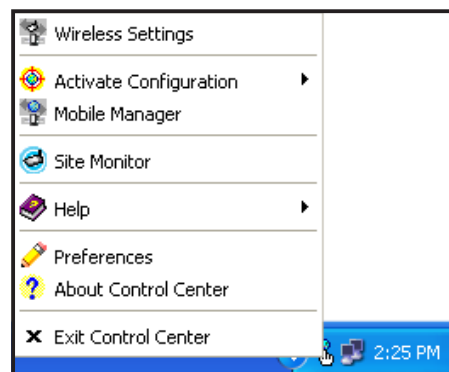 Wireless Settings
Activate Configuration
Mobile Manager
Site Monitor
Help
Preferences
About Control Center
Exit Control Center
2:25 PM